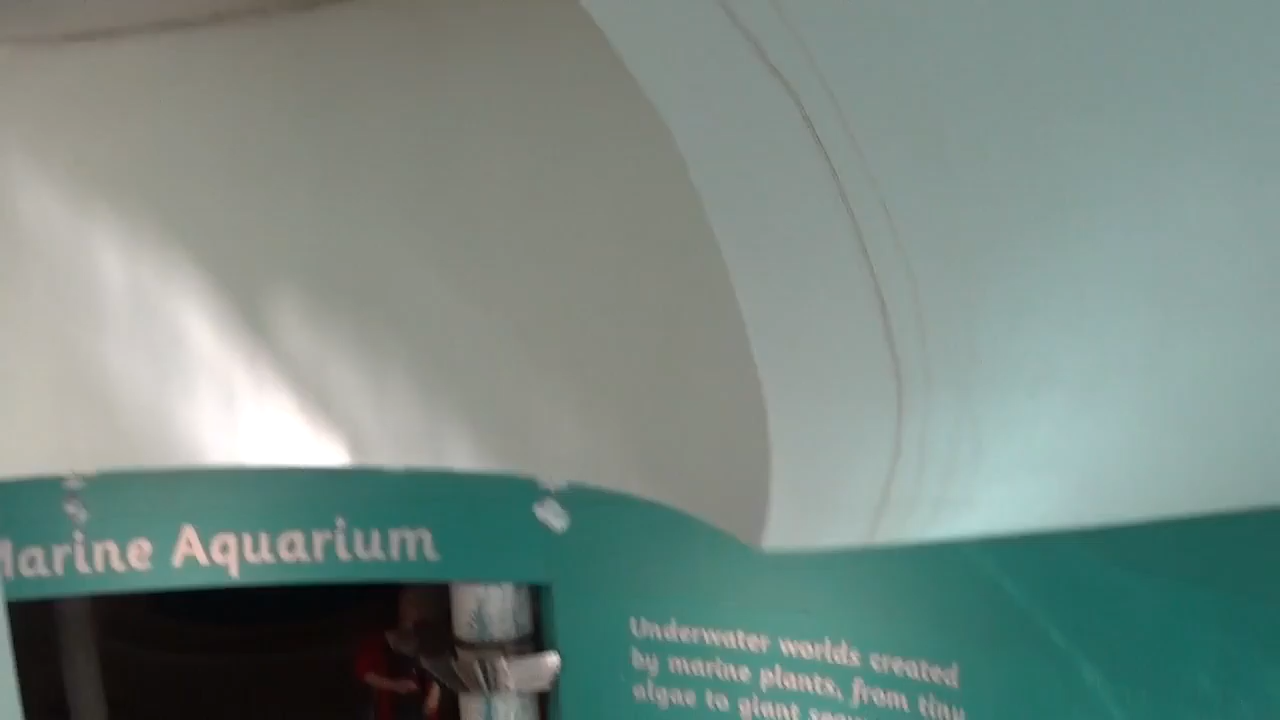 Marine Aquarium
Underwater worlds created
by marine plants, from tiny
algae to giant